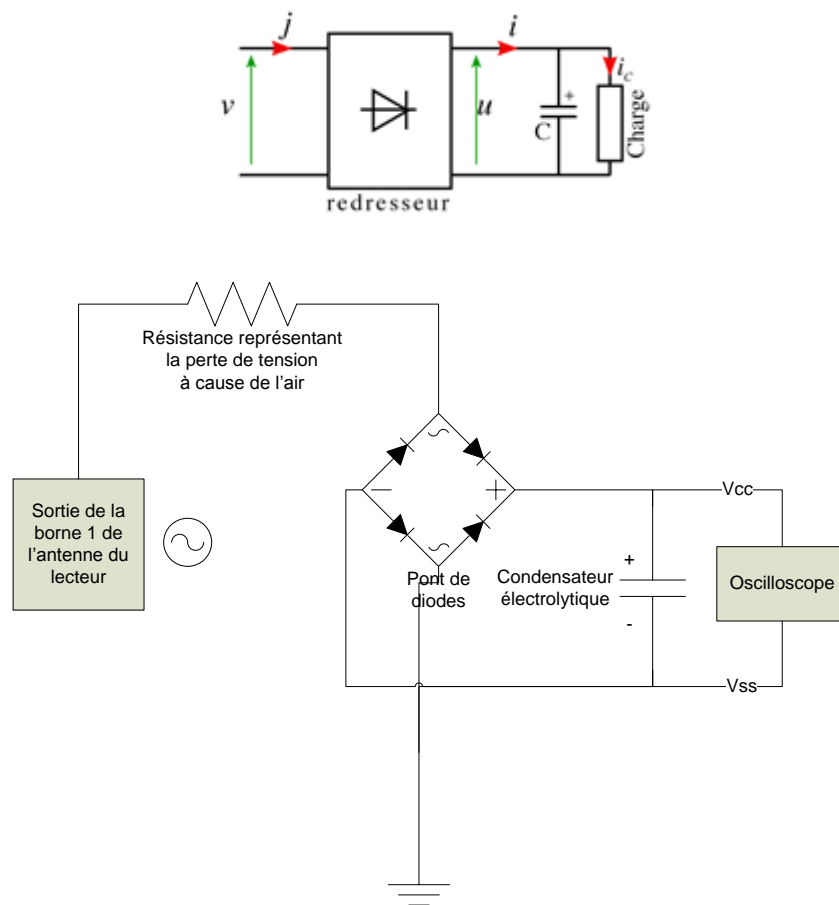 j
i
v
u
C
+
i_c
Charge
redresseur
Résistance représentant
la perte de tension
à cause de l'air
Sortie de la
borne 1 de
l'antenne du
lecteur
Pont de
diodes
Condensateur
électrolytique
+
-
Vcc
Oscilloscope
Vss